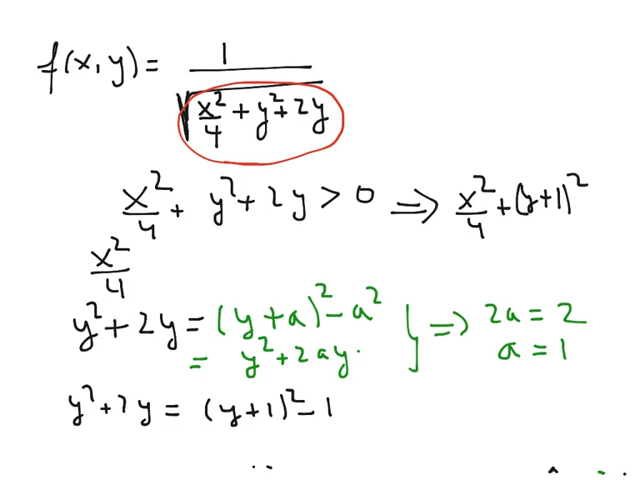 f(x,y) = 1/√(x²/4 + y² + 2y)
x²/4 + y² + 2y > 0 ⇒ x²/4 + (y+1)²
x²/4
y² + 2y = (y+a)² - a² } ⇒ 2a = 2
= y² + 2ay. a = 1
y² + 2y = (y+1)² - 1